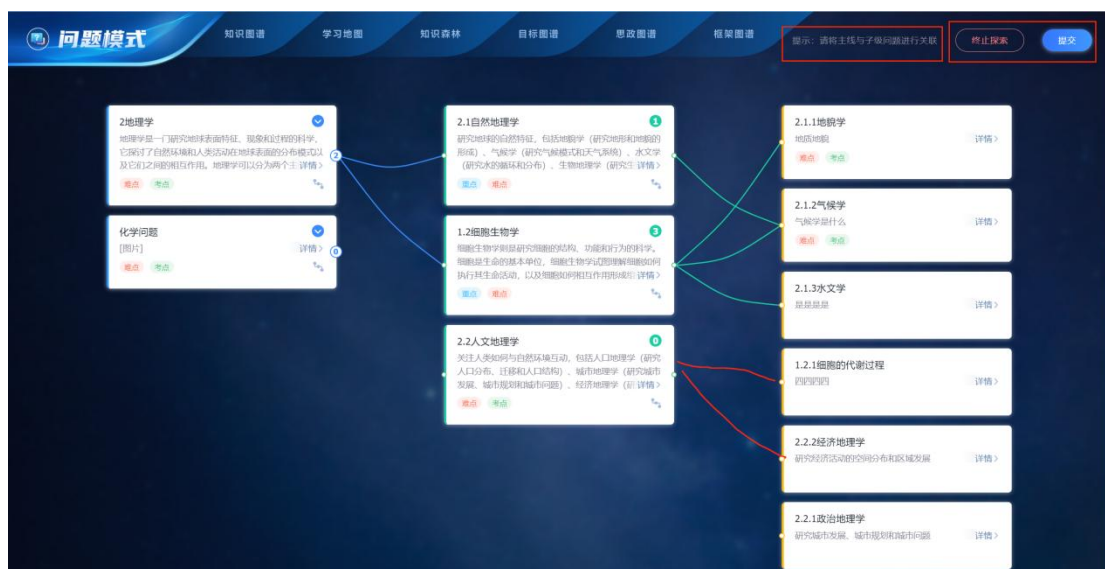 问题模式
知识图谱
学习地图
知识森林
目标图谱
思政图谱
框架图谱
提示：请将主线与子级问题进行关联
终止探索
提交
2地理学
地理学是一门研究地球表面特征、现象和过程的科学，
它探讨了自然环境和人类活动在地球表面的分布模式以
及它们之间的相互作用。地理学可以分为两个主 详情>
2
难点 考点
化学问题
[图片]
详情>
0
难点 考点
2.1自然地理学
1
研究地球的自然特征，包括地貌学（研究地形和地貌的
形成）、气候学（研究气候模式和天气系统）、水文学
（研究水的循环和分布）、生物地理学（研究生 详情>
重点 难点
1.2细胞生物学
3
细胞生物学则是研究细胞的结构、功能和行为的科学。
细胞是生命的基本单位，细胞生物学试图理解细胞如何
执行其生命活动，以及细胞如何相互作用形成组 详情>
重点 难点
2.2人文地理学
0
关注人类如何与自然环境互动，包括人口地理学（研究
人口分布、迁移和人口结构）、城市地理学（研究城市
发展、城市规划和城市问题）、经济地理学（研 详情>
难点 考点
2.1.1地貌学
地质地貌
详情>
难点 考点
2.1.2气候学
气候学是什么
详情>
难点 考点
2.1.3水文学
是是是是
详情>
1.2.1细胞的代谢过程
四四四四
详情>
2.2.2经济地理学
研究经济活动的空间分布和区域发展
详情>
2.2.1政治地理学
研究城市发展、城市规划和城市问题
详情>